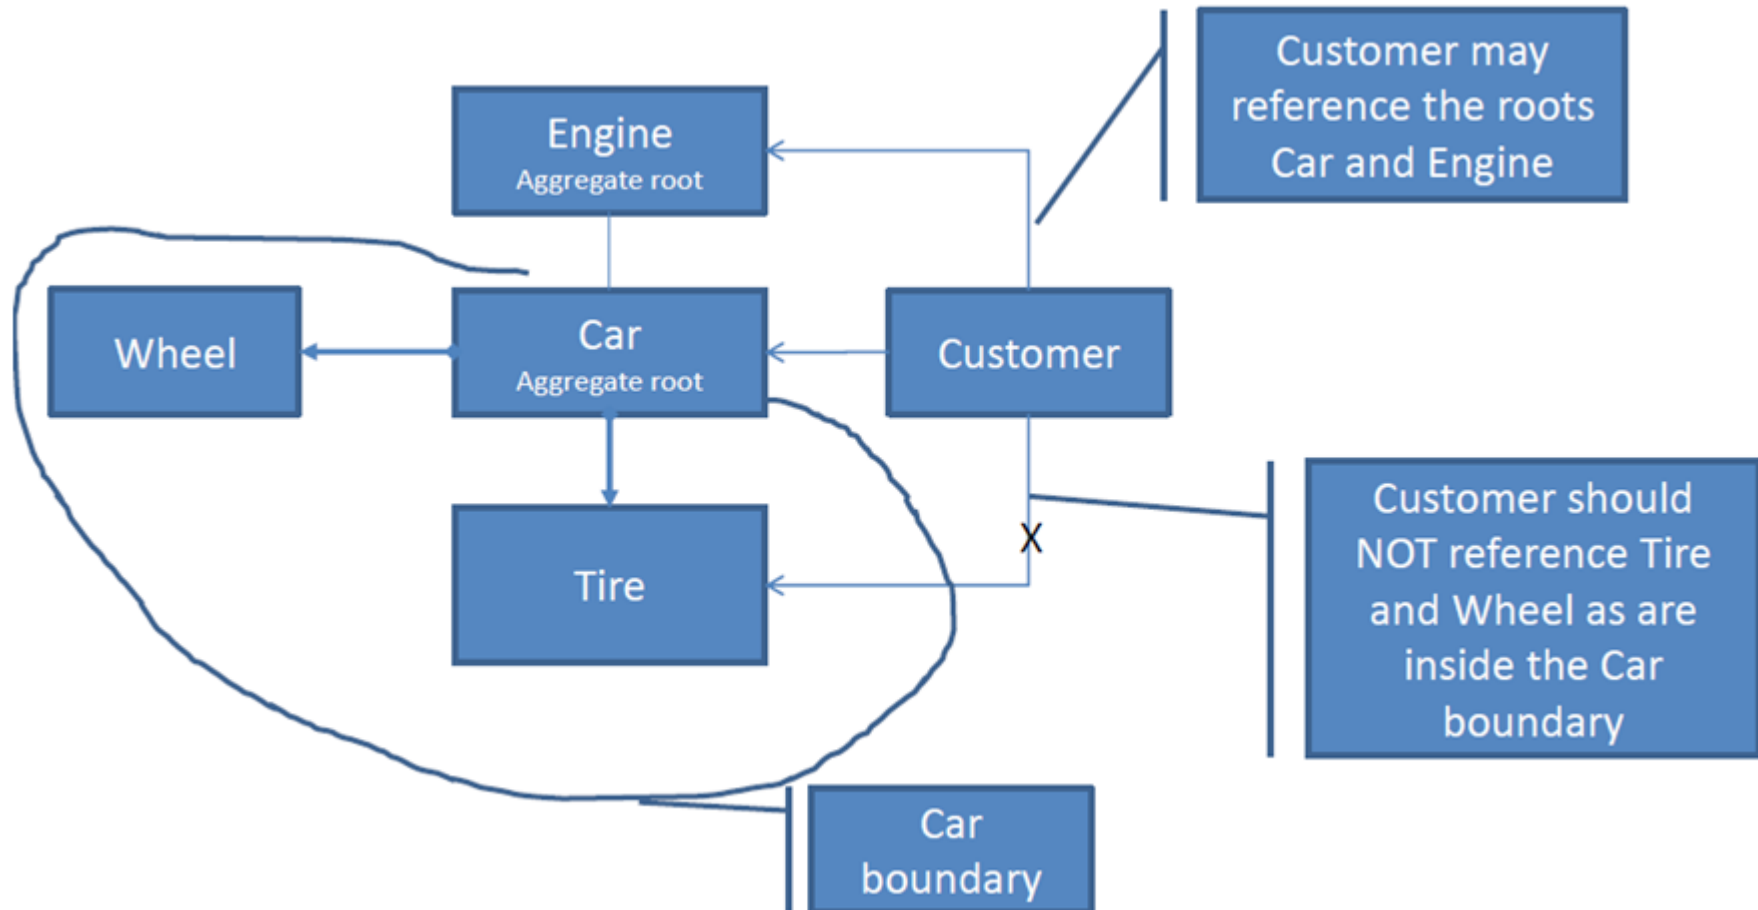 Customer may
reference the roots
Car and Engine
Engine
Aggregate root
Wheel
Car
Aggregate root
Customer
Tire
X
Customer should
NOT reference Tire
and Wheel as are
inside the Car
boundary
Car
boundary